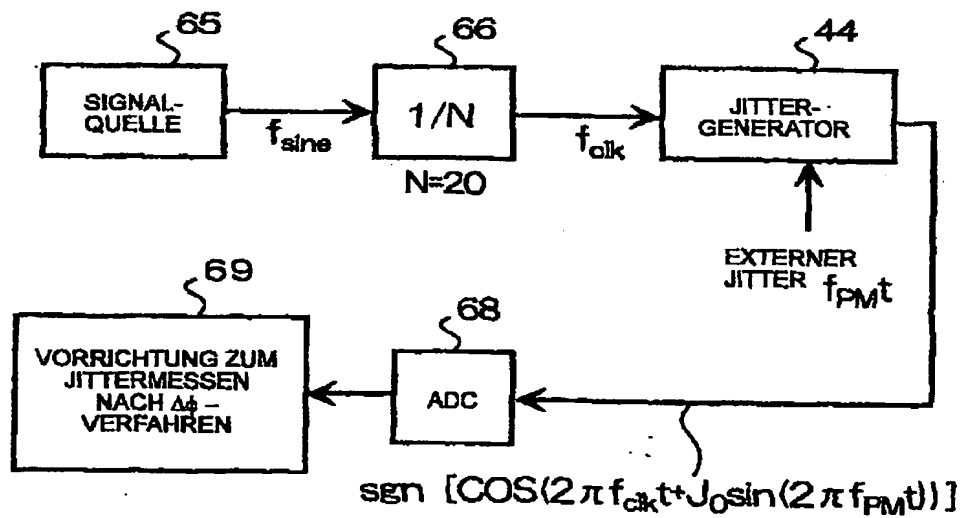 65
SIGNAL-
QUELLE
f_sine
66
1/N
N=20
f_clk
44
JITTER-
GENERATOR
EXTERNER
JITTER f_PMt
69
VORRICHTUNG ZUM
JITTERMESSEN
NACH Δϕ -
VERFAHREN
68
ADC
sgn [COS(2πf_clkt+J_0sin(2πf_PMt))]